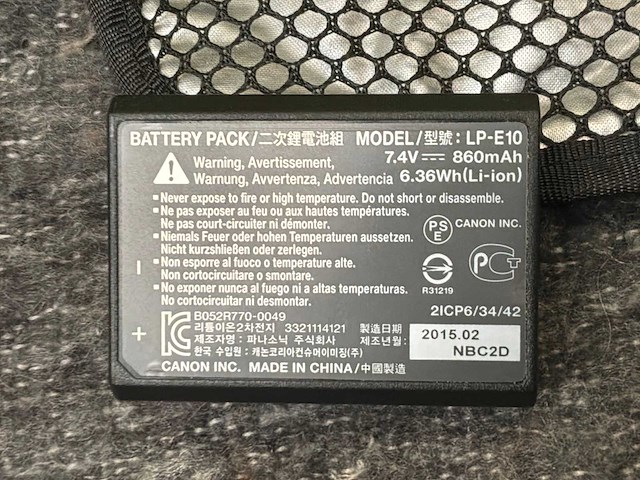 BATTERY PACK/二次鋰電池組 MODEL/型號: LP-E10
7.4V 860mAh
6.36Wh(Li-ion)
Warning, Avertissement,
Warnung, Avvertenza, Advertencia
■Never expose to fire or high temperature. Do not short or disassemble.
■Ne pas exposer au feu ou aux hautes températures.
Ne pas court-circuiter ni démonter.
■Niemals Feuer oder hohen Temperaturen aussetzen.
Nicht kurzschließen oder zerlegen.
■Non esporre al fuoco o temperature alte.
Non cortocircuitare o smontare.
■No exponer nunca al fuego ni a altas temperaturas.
No cortocircuitar ni desmontar.
PS
E
CANON INC.
R31219
PCT
2ICP6/34/42
–
+
KC
B052R770-0049
리튬이온2차전지 3321114121 製造日期
제조자 : 파나소닉 주식회사 제조년월:
한국 수입원 : 캐논코리아컨슈머이미징(주)
2015.02
NBC2D
CANON INC. MADE IN CHINA/中國製造